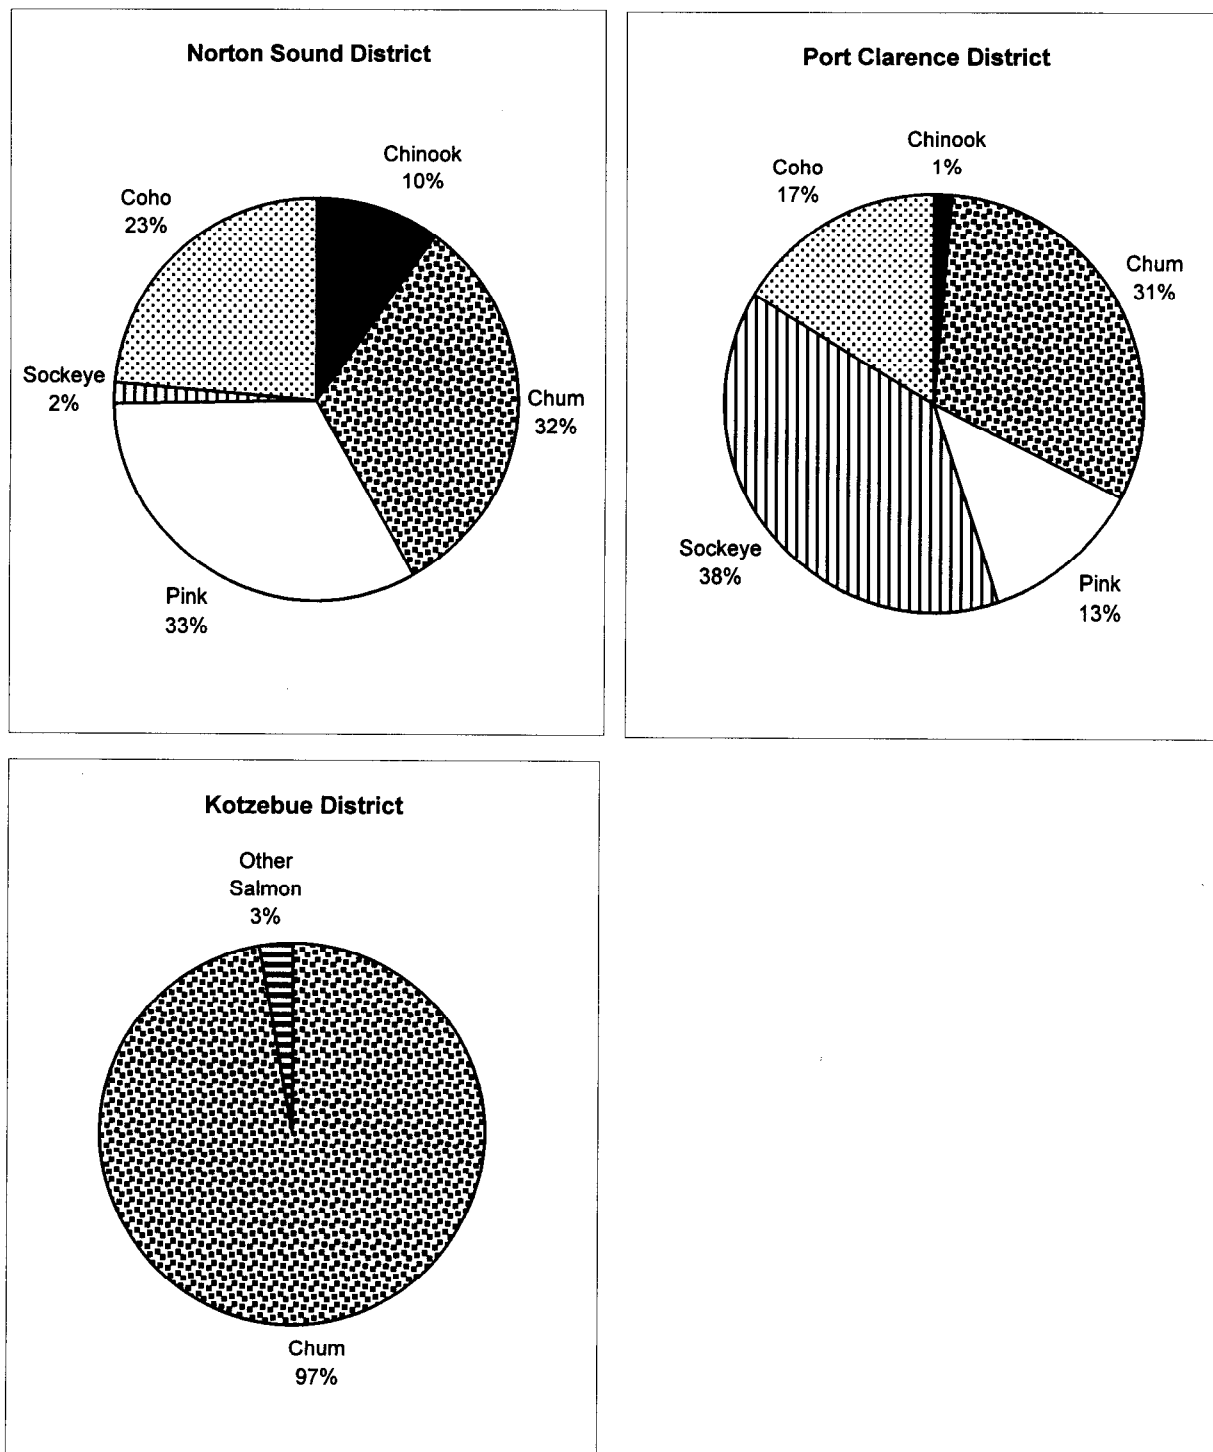 Norton Sound District
Chinook
10%
Coho
23%
Sockeye
2%
Chum
32%
Pink
33%
Port Clarence District
Chinook
1%
Coho
17%
Chum
31%
Sockeye
38%
Pink
13%
Kotzebue District
Other
Salmon
3%
Chum
97%